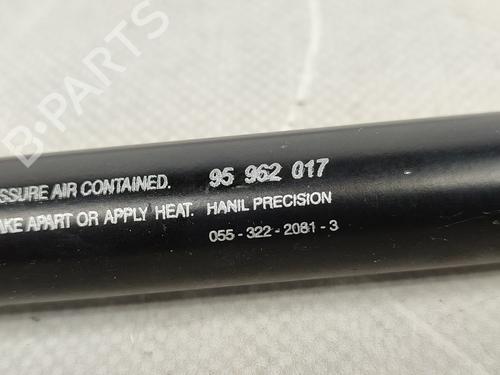 B-PARTS
SSURE AIR CONTAINED. 95 962 017
AKE APART OR APPLY HEAT. HANIL PRECISION
055-322-2081-3